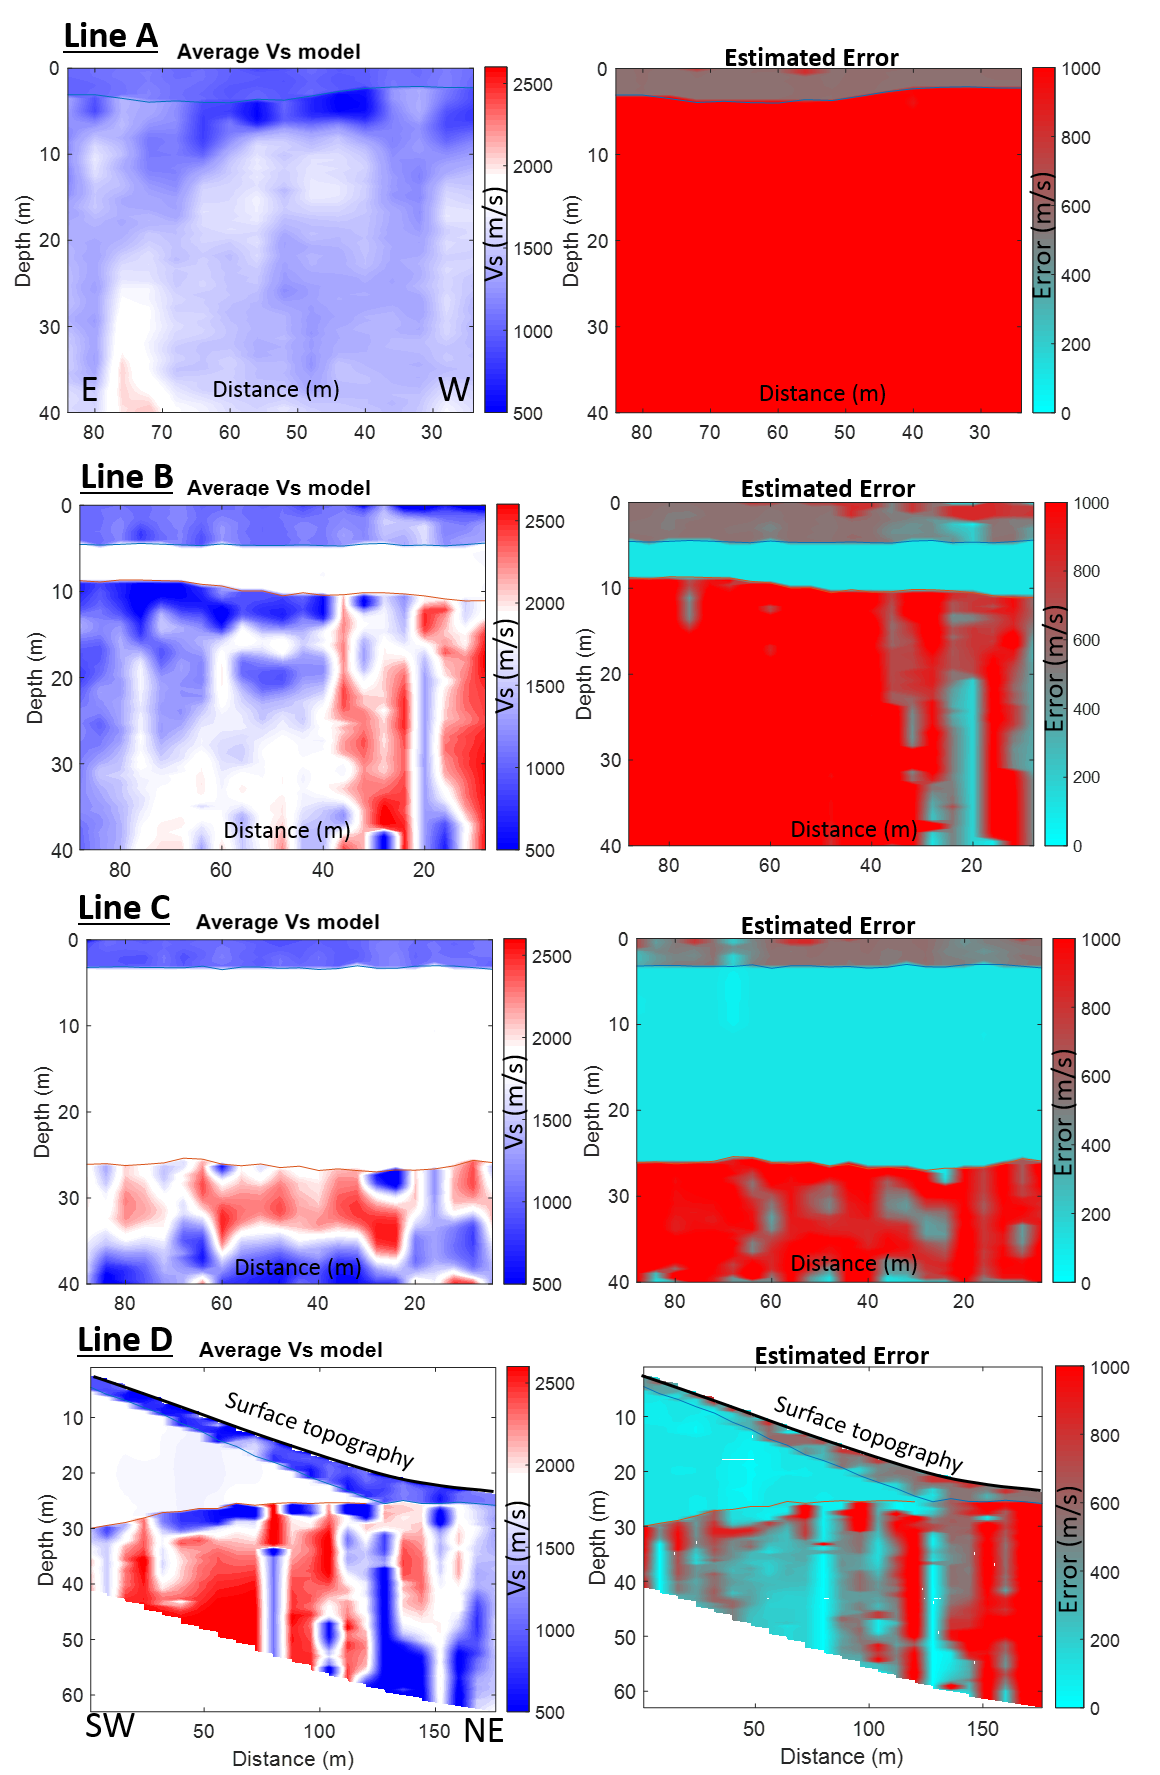 Line A
Average Vs model
Estimated Error
0
10
20
30
40
Depth (m)
E
Distance (m)
W
80 70 60 50 40 30
2500
2000
1500
1000
500
Vs (m/s)
0
10
20
30
40
Depth (m)
Distance (m)
80 70 60 50 40 30
1000
800
600
400
200
0
Error (m/s)
Line B
Average Vs model
Estimated Error
0
10
20
30
40
Depth (m)
Distance (m)
80 60 40 20
2500
2000
1500
1000
500
Vs (m/s)
0
10
20
30
40
Depth (m)
Distance (m)
80 60 40 20
1000
800
600
400
200
0
Error (m/s)
Line C
Average Vs model
Estimated Error
0
10
20
30
40
Depth (m)
Distance (m)
80 60 40 20
2500
2000
1500
1000
500
Vs (m/s)
0
10
20
30
40
Depth (m)
Distance (m)
80 60 40 20
1000
800
600
400
200
0
Error (m/s)
Line D
Average Vs model
Estimated Error
Surface topography
10
20
30
40
50
60
Depth (m)
SW
50 100 150
NE
Distance (m)
2500
2000
1500
1000
500
Vs (m/s)
Surface topography
10
20
30
40
50
60
Depth (m)
50 100 150
Distance (m)
1000
800
600
400
200
0
Error (m/s)